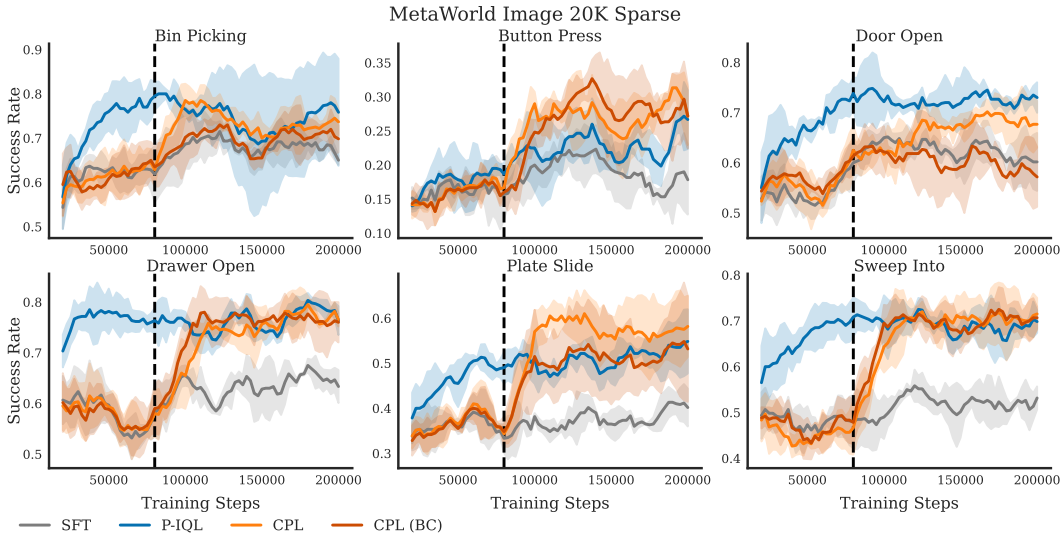 MetaWorld Image 20K Sparse
Bin Picking
Button Press
Door Open
Success Rate
0.9
0.8
0.7
0.6
0.5
50000 100000 150000 200000
0.35
0.30
0.25
0.20
0.15
0.10
50000 100000 150000 200000
0.8
0.7
0.6
0.5
50000 100000 150000 200000
Drawer Open
Plate Slide
Sweep Into
Success Rate
0.8
0.7
0.6
0.5
50000 100000 150000 200000
0.6
0.5
0.4
0.3
50000 100000 150000 200000
0.8
0.7
0.6
0.5
0.4
50000 100000 150000 200000
Training Steps
Training Steps
Training Steps
SFT P-IQL CPL CPL (BC)